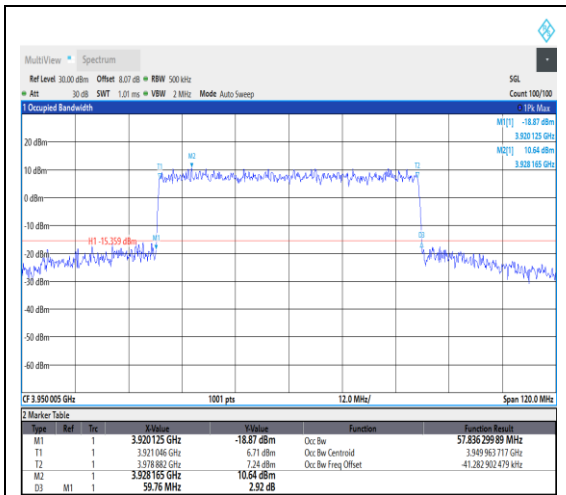 MultiView Spectrum
Ref Level 30.00 dBm Offset 8.07 dB RBW 500 kHz SGL
Att 30 dB SWT 1.01 ms VBW 2 MHz Mode Auto Sweep Count 100/100
1 Occupied Bandwidth 1Pk Max
M1[1] -18.87 dBm
3.920 125 GHz
M2[1] 10.64 dBm
3.928 165 GHz
20 dBm
T1 M2 T2
10 dBm
0 dBm
-10 dBm
H1 -15.359 dBm M1 D3
-20 dBm
-30 dBm
-40 dBm
-50 dBm
-60 dBm
CF 3.950 005 GHz 1001 pts 12.0 MHz/ Span 120.0 MHz
2 Marker Table
Type Ref Trc X-Value Y-Value Function Function Result
M1 1 3.920 125 GHz -18.87 dBm Occ Bw 57.836 299 89 MHz
T1 1 3.921 046 GHz 6.71 dBm Occ Bw Centroid 3.949 963 717 GHz
T2 1 3.978 882 GHz 7.24 dBm Occ Bw Freq Offset -41.282 902 479 kHz
M2 1 3.928 165 GHz 10.64 dBm
D3 M1 1 59.76 MHz 2.92 dB